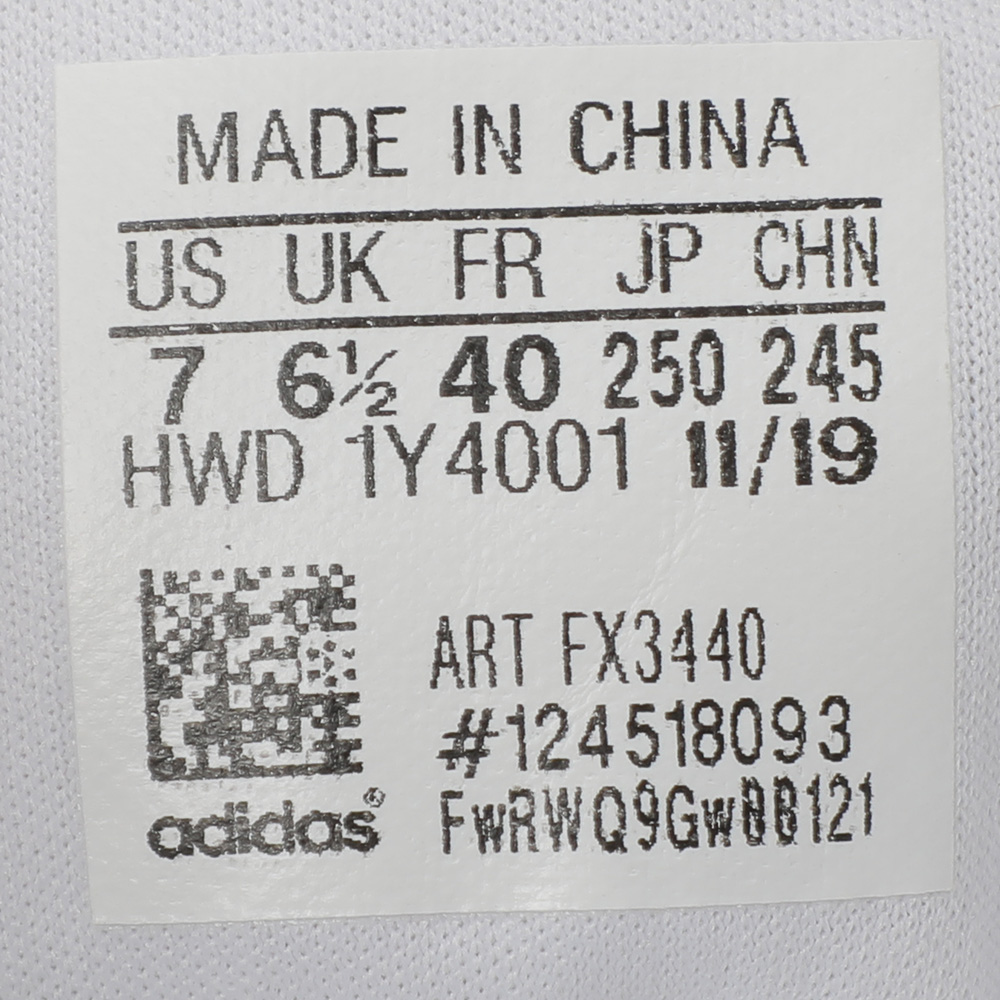 MADE IN CHINA
US UK FR JP CHN
7 6½ 40 250 245
HWD 1Y4001 11/19
ART FX3440
#124518093
adidas®